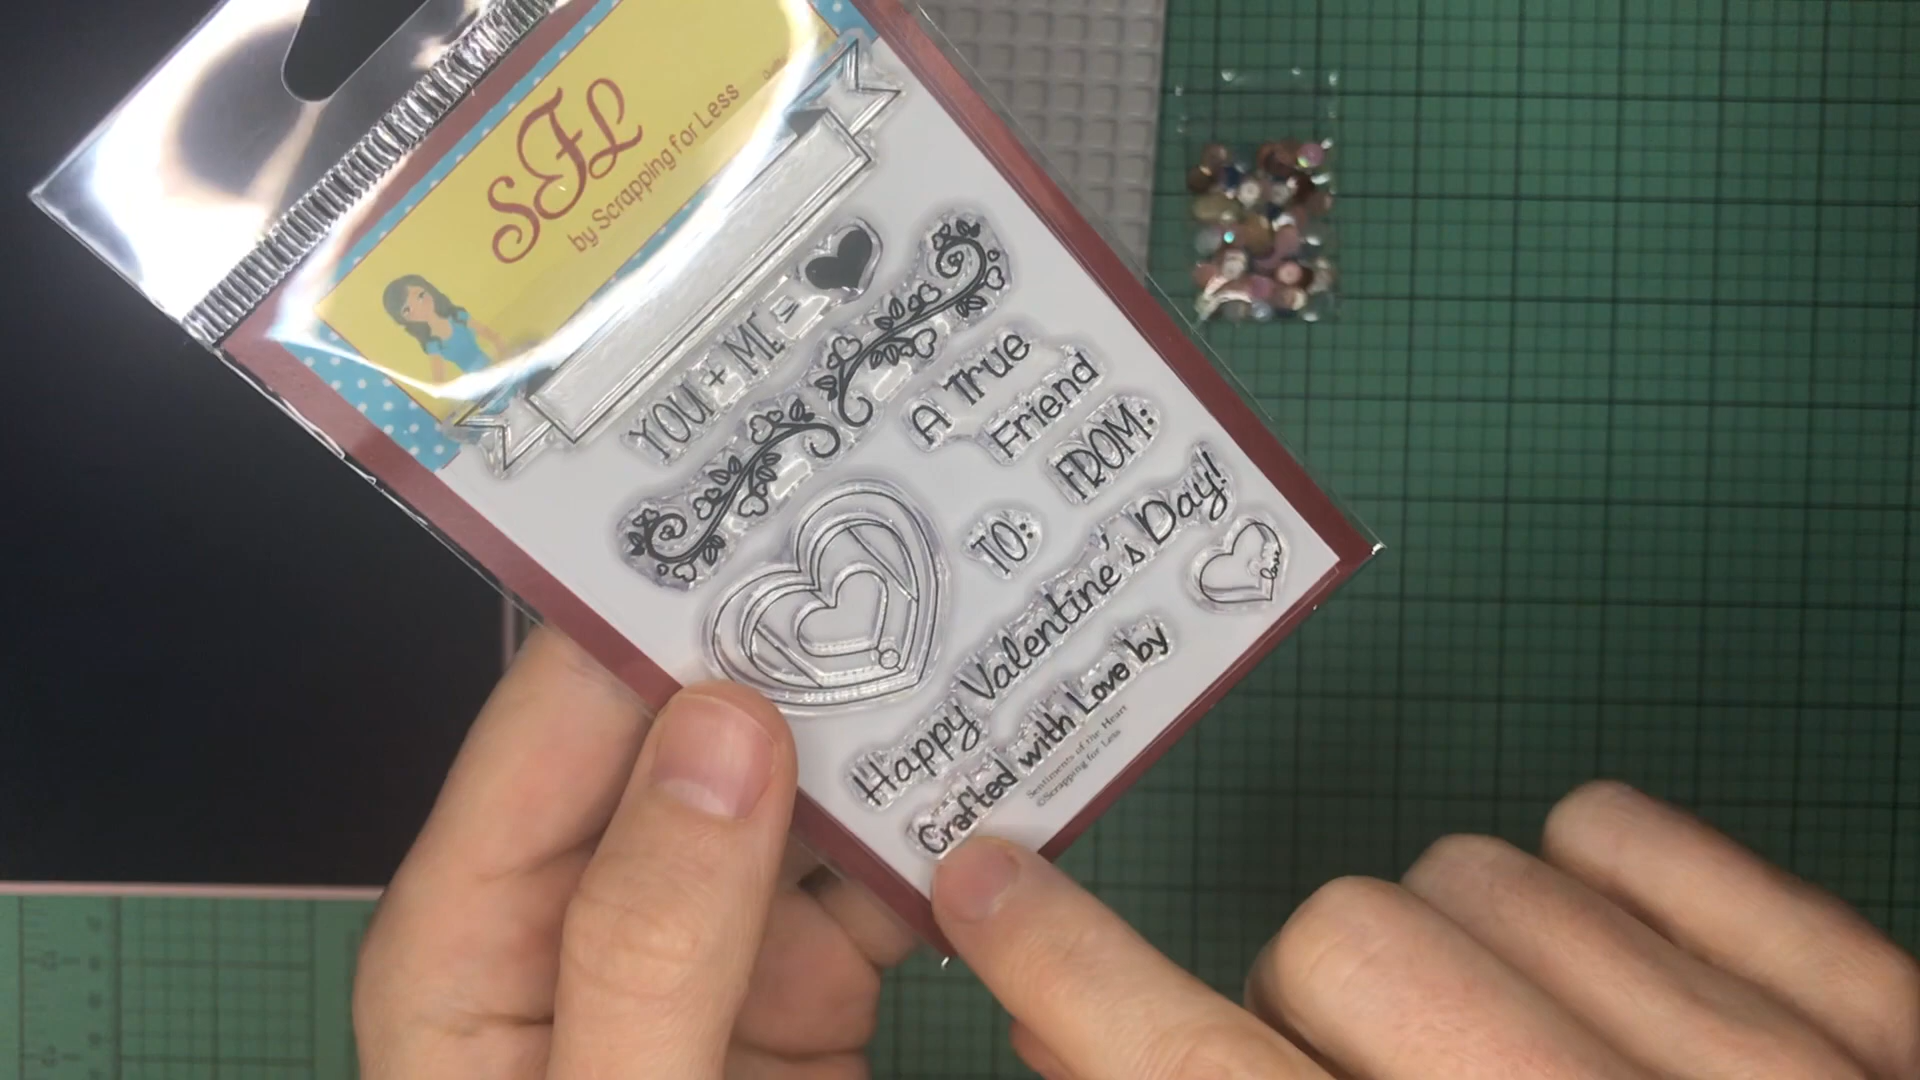 SFL
by Scrapping for Less
YOU + ME =
A True
Friend
FROM:
TO:
Happy Valentine's Day!
love
Crafted with Love by
Sentiments of the Heart
©Scrapping for Less